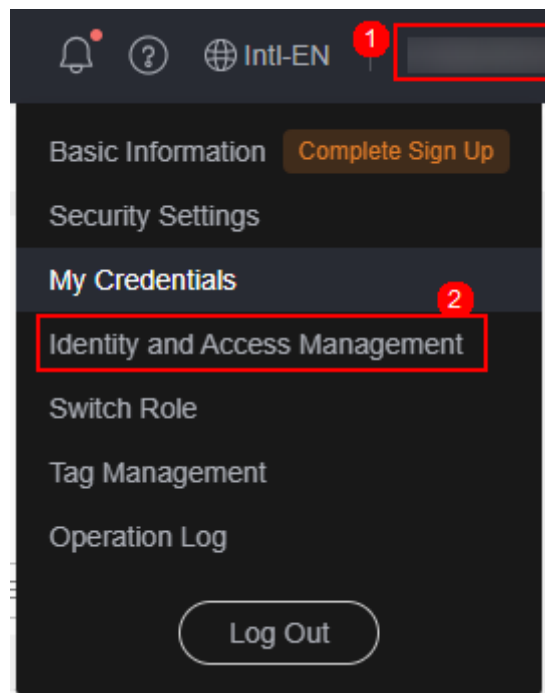 Intl-EN 1
Basic Information Complete Sign Up
Security Settings
My Credentials
2
Identity and Access Management
Switch Role
Tag Management
Operation Log
Log Out